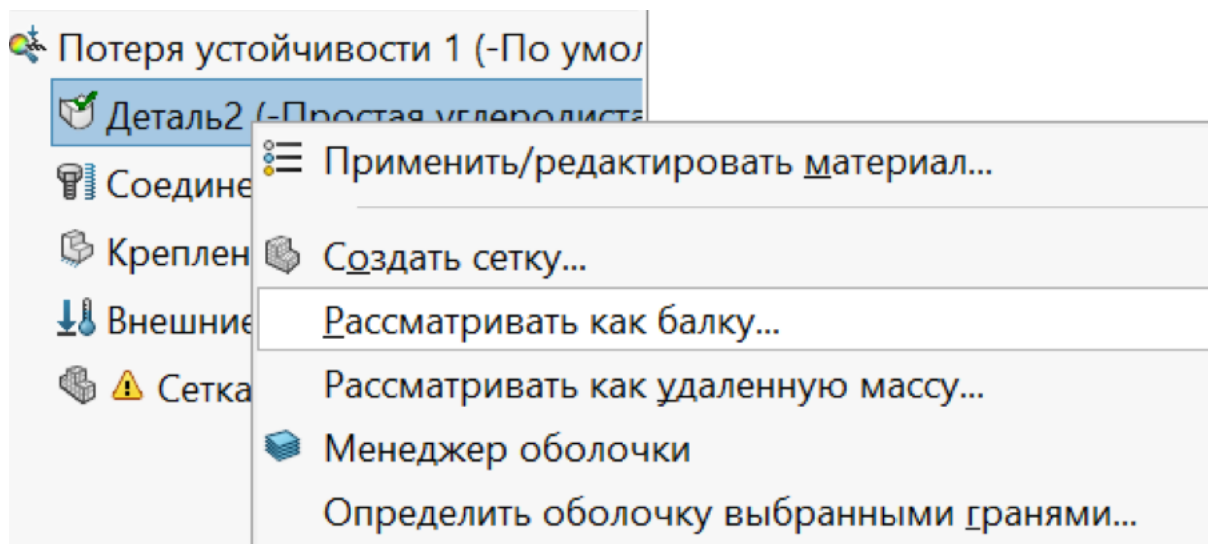 Потеря устойчивости 1 (-По умол
Деталь2 (-Простая углеродиста
Применить/редактировать материал...
Соедине
Создать сетку...
Креплен
Рассматривать как балку...
Внешние
Рассматривать как удаленную массу...
Сетка
Менеджер оболочки
Определить оболочку выбранными гранями...